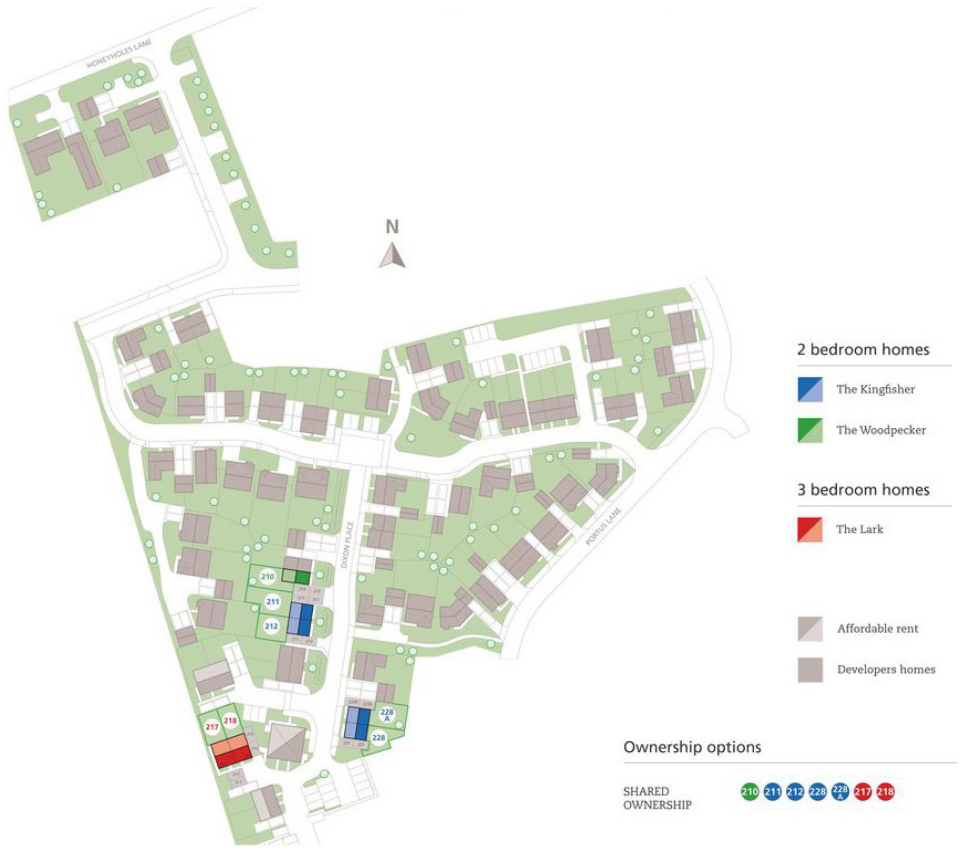 HONEYHOLES LANE
N
DIXON PLACE
PORTUS LANE
210
211
212
217
218
228
A
228
2 bedroom homes
The Kingfisher
The Woodpecker
3 bedroom homes
The Lark
Affordable rent
Developers homes
Ownership options
SHARED
OWNERSHIP
210 211 212 228 228 A 217 218